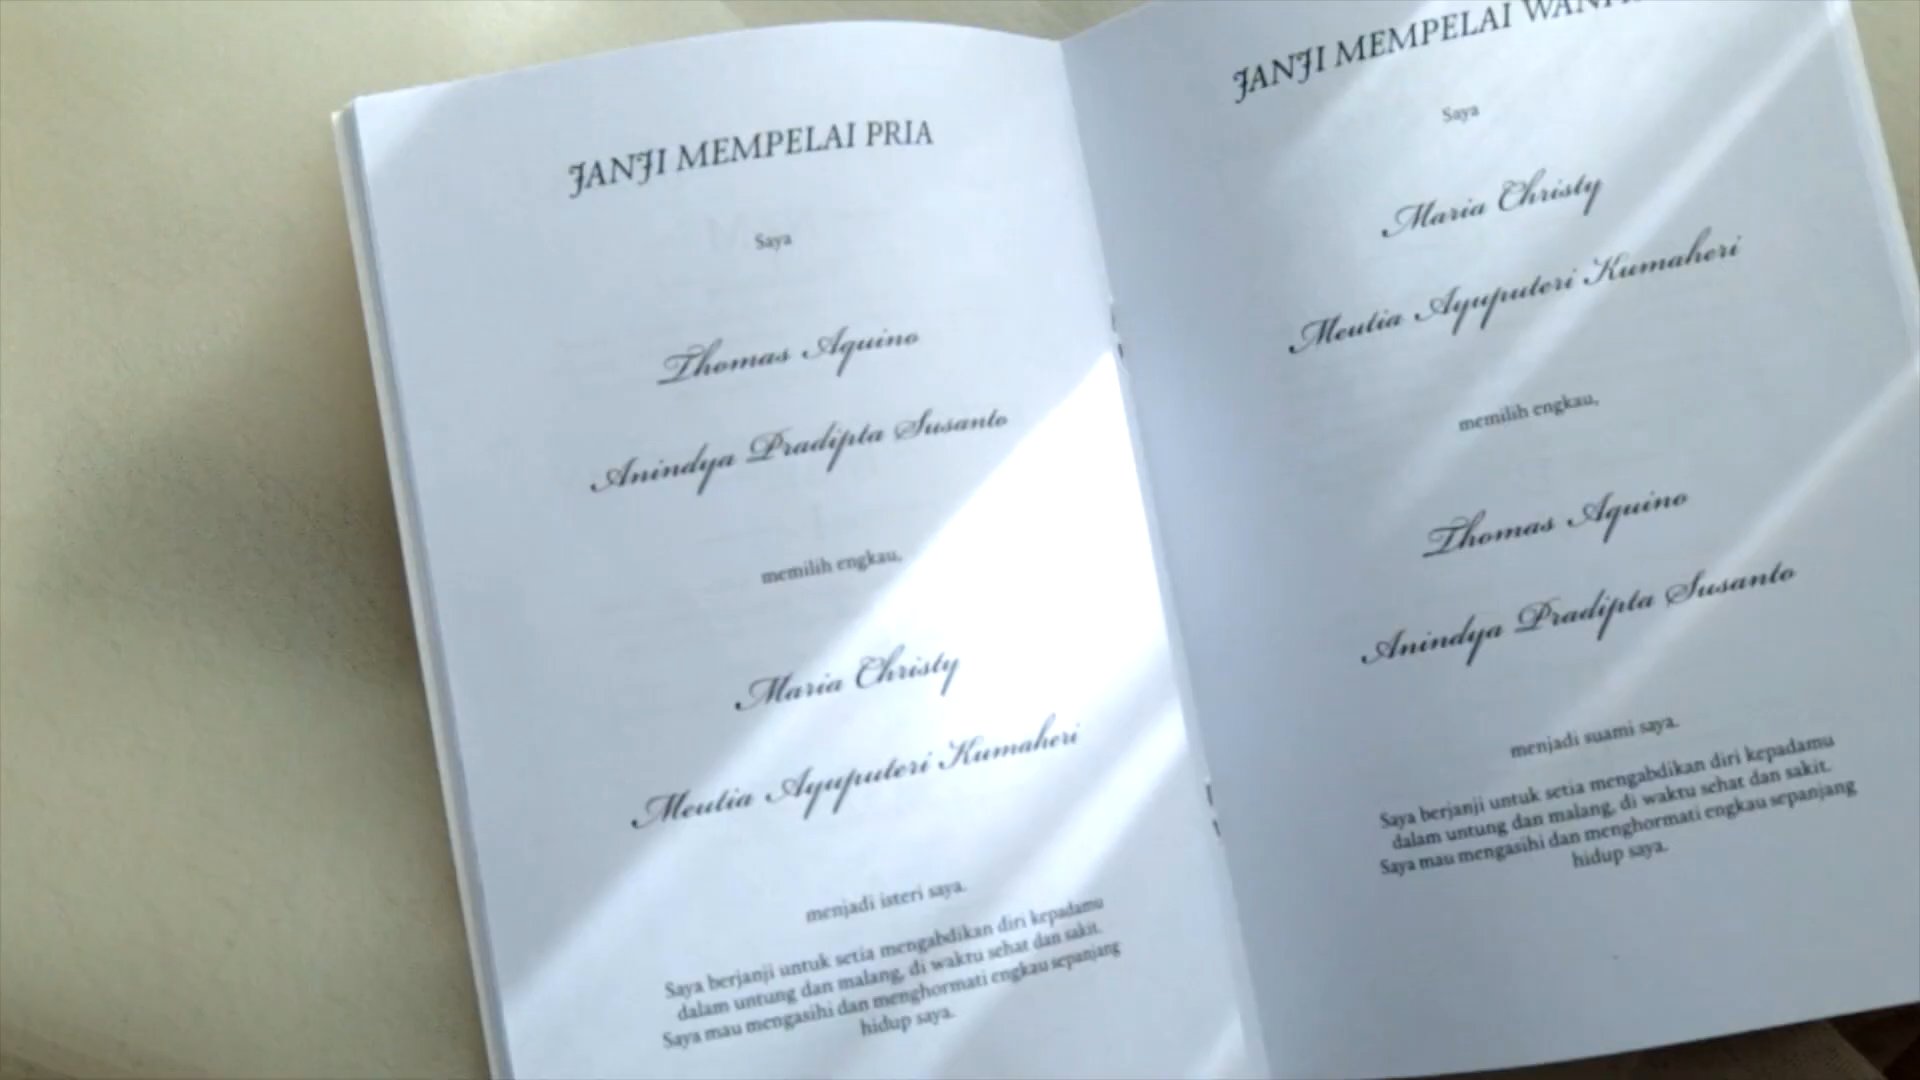 JANJI MEMPELAI PRIA
Saya
Thomas Aquino
Anindya Pradipta Susanto
memilih engkau,
Maria Christy
Meutia Ayuputeri Kumaheri
menjadi isteri saya.
Saya berjanji untuk setia mengabdikan diri kepadamu
dalam untung dan malang, di waktu sehat dan sakit.
Saya mau mengasihi dan menghormati engkau sepanjang
hidup saya.
JANJI MEMPELAI
Saya
Maria Christy
Meutia Ayuputeri Kumaheri
memilih engkau,
Thomas Aquino
Anindya Pradipta Susanto
menjadi suami saya.
Saya berjanji untuk setia mengabdikan diri kepadamu
dalam untung dan malang, di waktu sehat dan sakit.
Saya mau mengasihi dan menghormati engkau sepanjang
hidup saya.